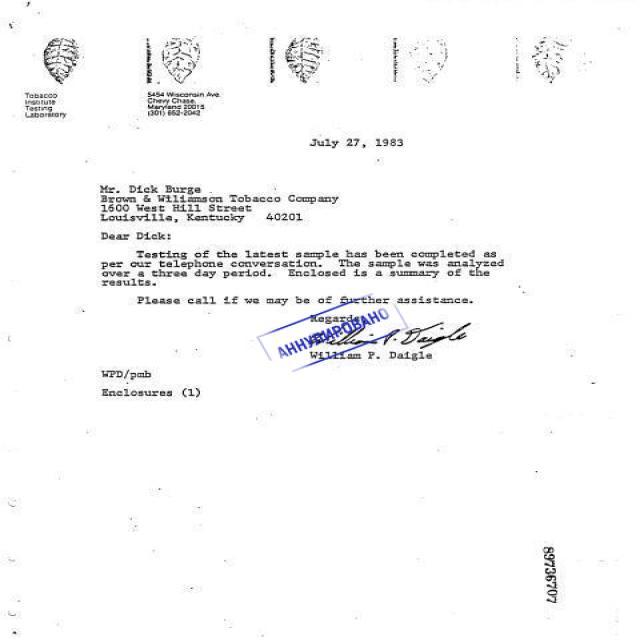 Tobacco
Institute
Testing
Laboratory
5454 Wisconsin Ave.
Chevy Chase,
Maryland 20015
(301) 652-2042
July 27, 1983
Mr. Dick Burge
Brown & Williamson Tobacco Company
1600 West Hill Street
Louisville, Kentucky 40201
Dear Dick:
Testing of the latest sample has been completed as
per our telephone conversation. The sample was analyzed
over a three day period. Enclosed is a summary of the
results.
Please call if we may be of further assistance.
Regards,
АННУЛИРОВАНО
William P. Daigle
William P. Daigle
WPD/pmb
Enclosures (1)
89736707